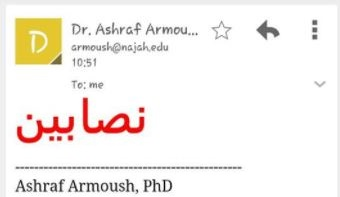 D
Dr. Ashraf Armou...
armoush@najah.edu
10:51
To: me
نصابين
------------------------------------------------
Ashraf Armoush, PhD